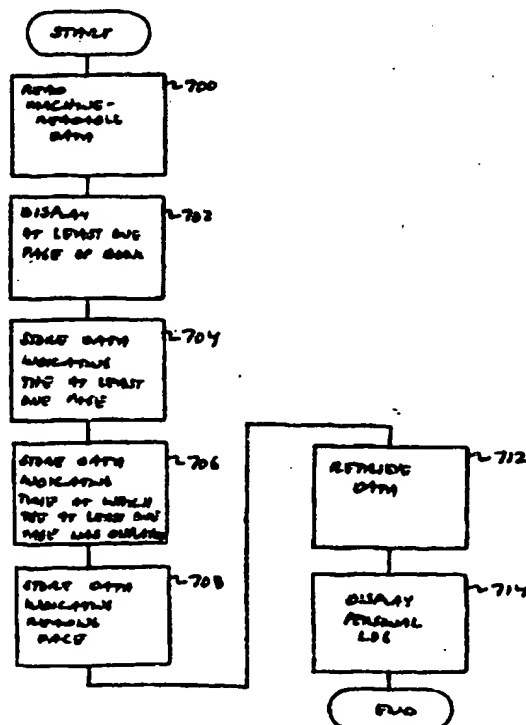 START
700
READ
MACHINE-
READABLE
DATA
702
DISPLAY
AT LEAST ONE
PAGE OF BOOK
704
STORE DATA
INDICATING
THE AT LEAST
ONE PAGE
706
STORE DATA
INDICATING
TIME AT WHICH
THE AT LEAST ONE
PAGE WAS DISPLAYED
708
STORE DATA
INDICATING
READING
PACE
712
RETRIEVE
DATA
714
DISPLAY
PERSONAL
LOG
END